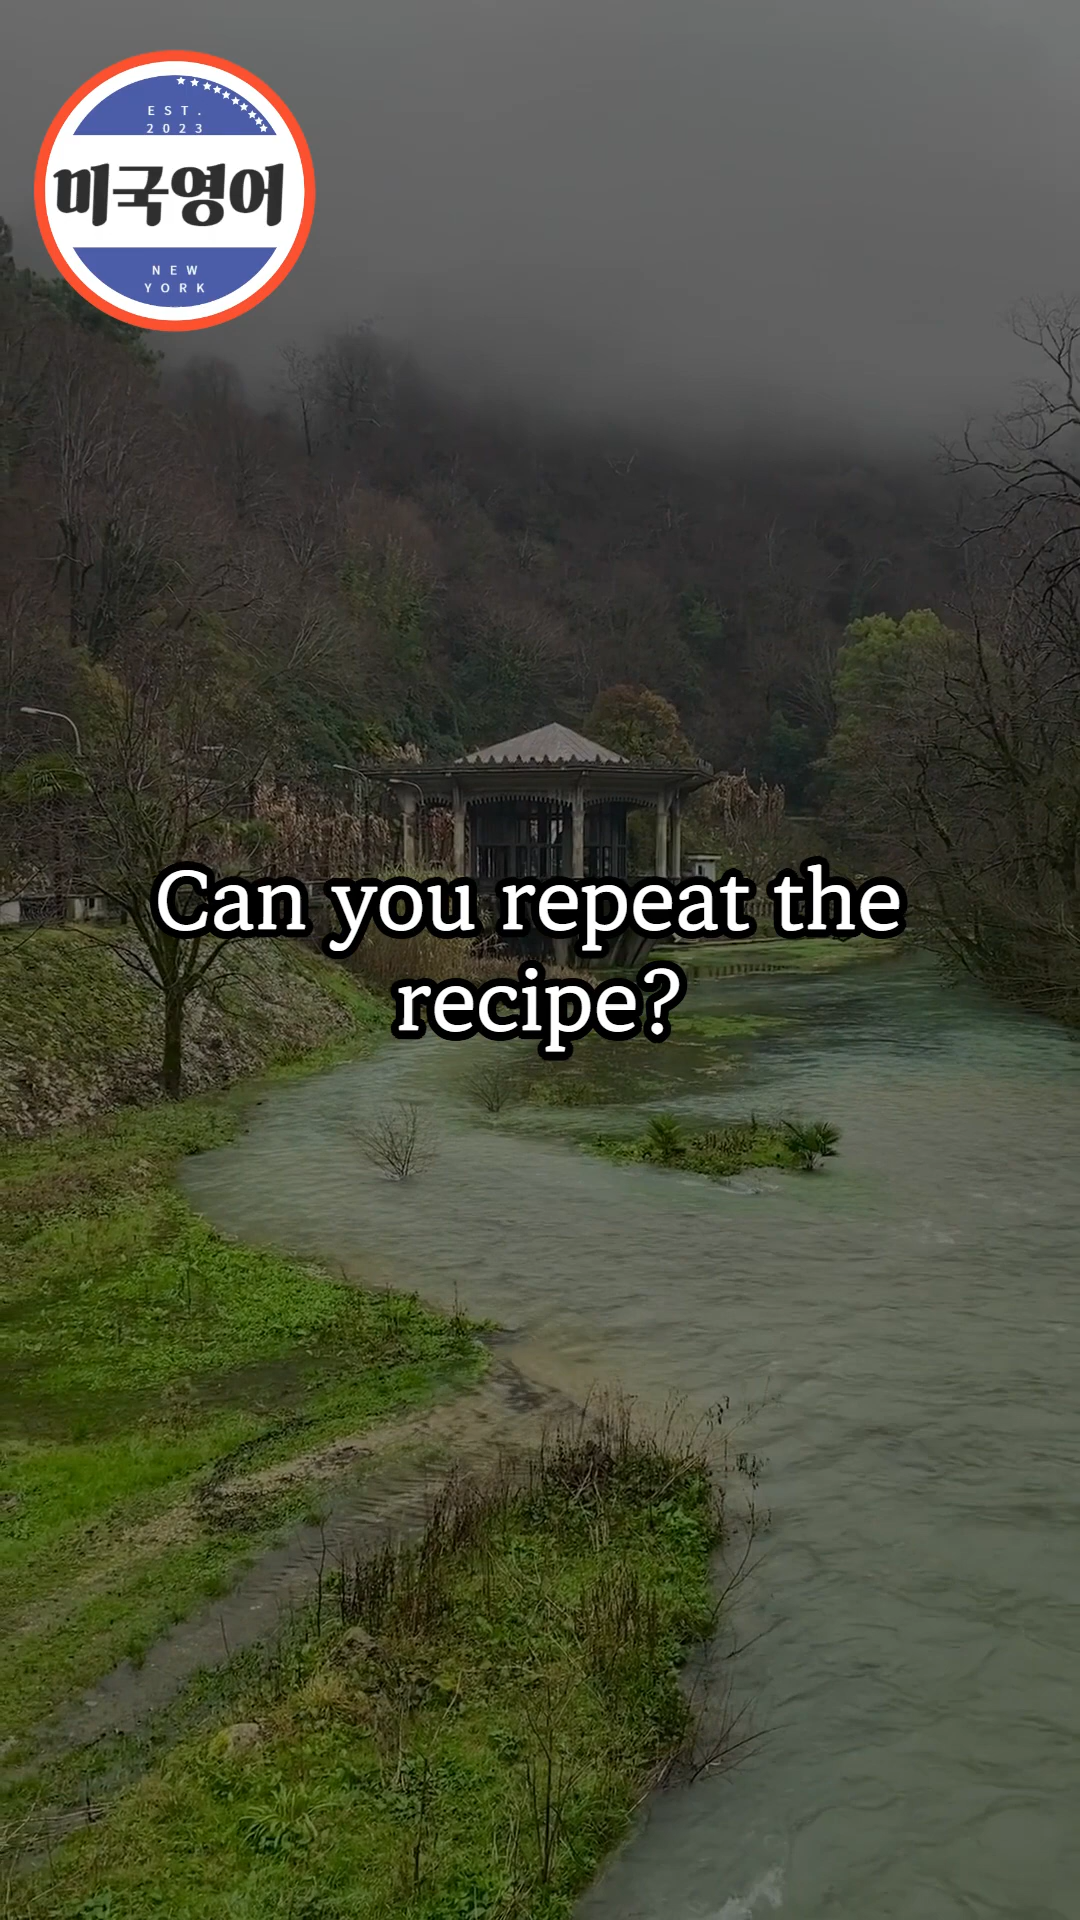 EST.
2023
미국영어
NEW
YORK
Can you repeat the
recipe?